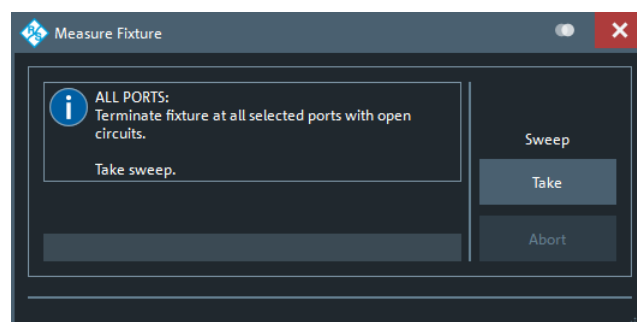 Measure Fixture
ALL PORTS:
Terminate fixture at all selected ports with open
circuits.
Take sweep.
Sweep
Take
Abort